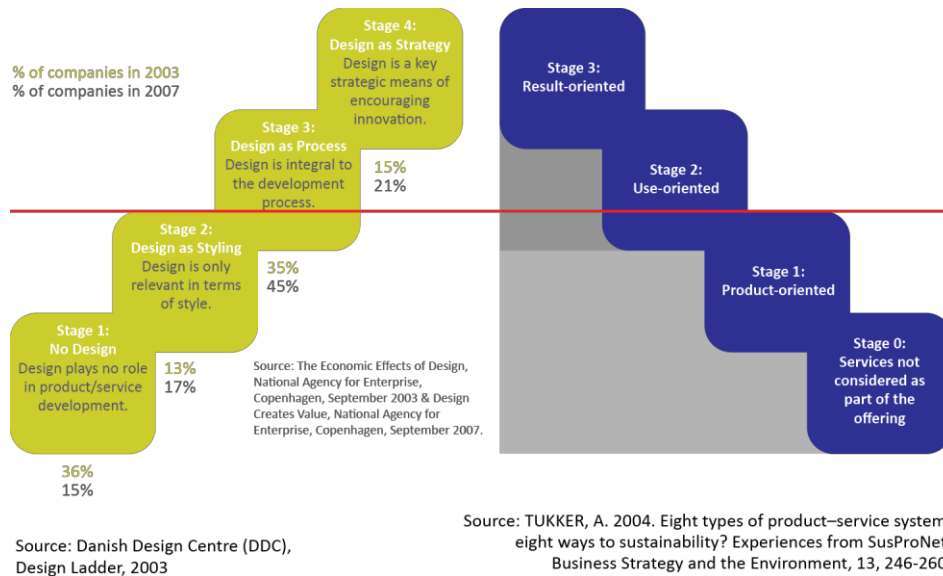 % of companies in 2003
% of companies in 2007
Stage 4:
Design as Strategy
Design is a key
strategic means of
encouraging
innovation.
Stage 3:
Design as Process
Design is integral to
the development
process.
15%
21%
Stage 2:
Design as Styling
Design is only
relevant in terms
of style.
35%
45%
Stage 1:
No Design
Design plays no role
in product/service
development.
13%
17%
36%
15%
Source: The Economic Effects of Design,
National Agency for Enterprise,
Copenhagen, September 2003 & Design
Creates Value, National Agency for
Enterprise, Copenhagen, September 2007.
Source: Danish Design Centre (DDC),
Design Ladder, 2003
Stage 3:
Result-oriented
Stage 2:
Use-oriented
Stage 1:
Product-oriented
Stage 0:
Services not
considered as
part of the
offering
Source: TUKKER, A. 2004. Eight types of product–service system
eight ways to sustainability? Experiences from SusProNet
Business Strategy and the Environment, 13, 246-260